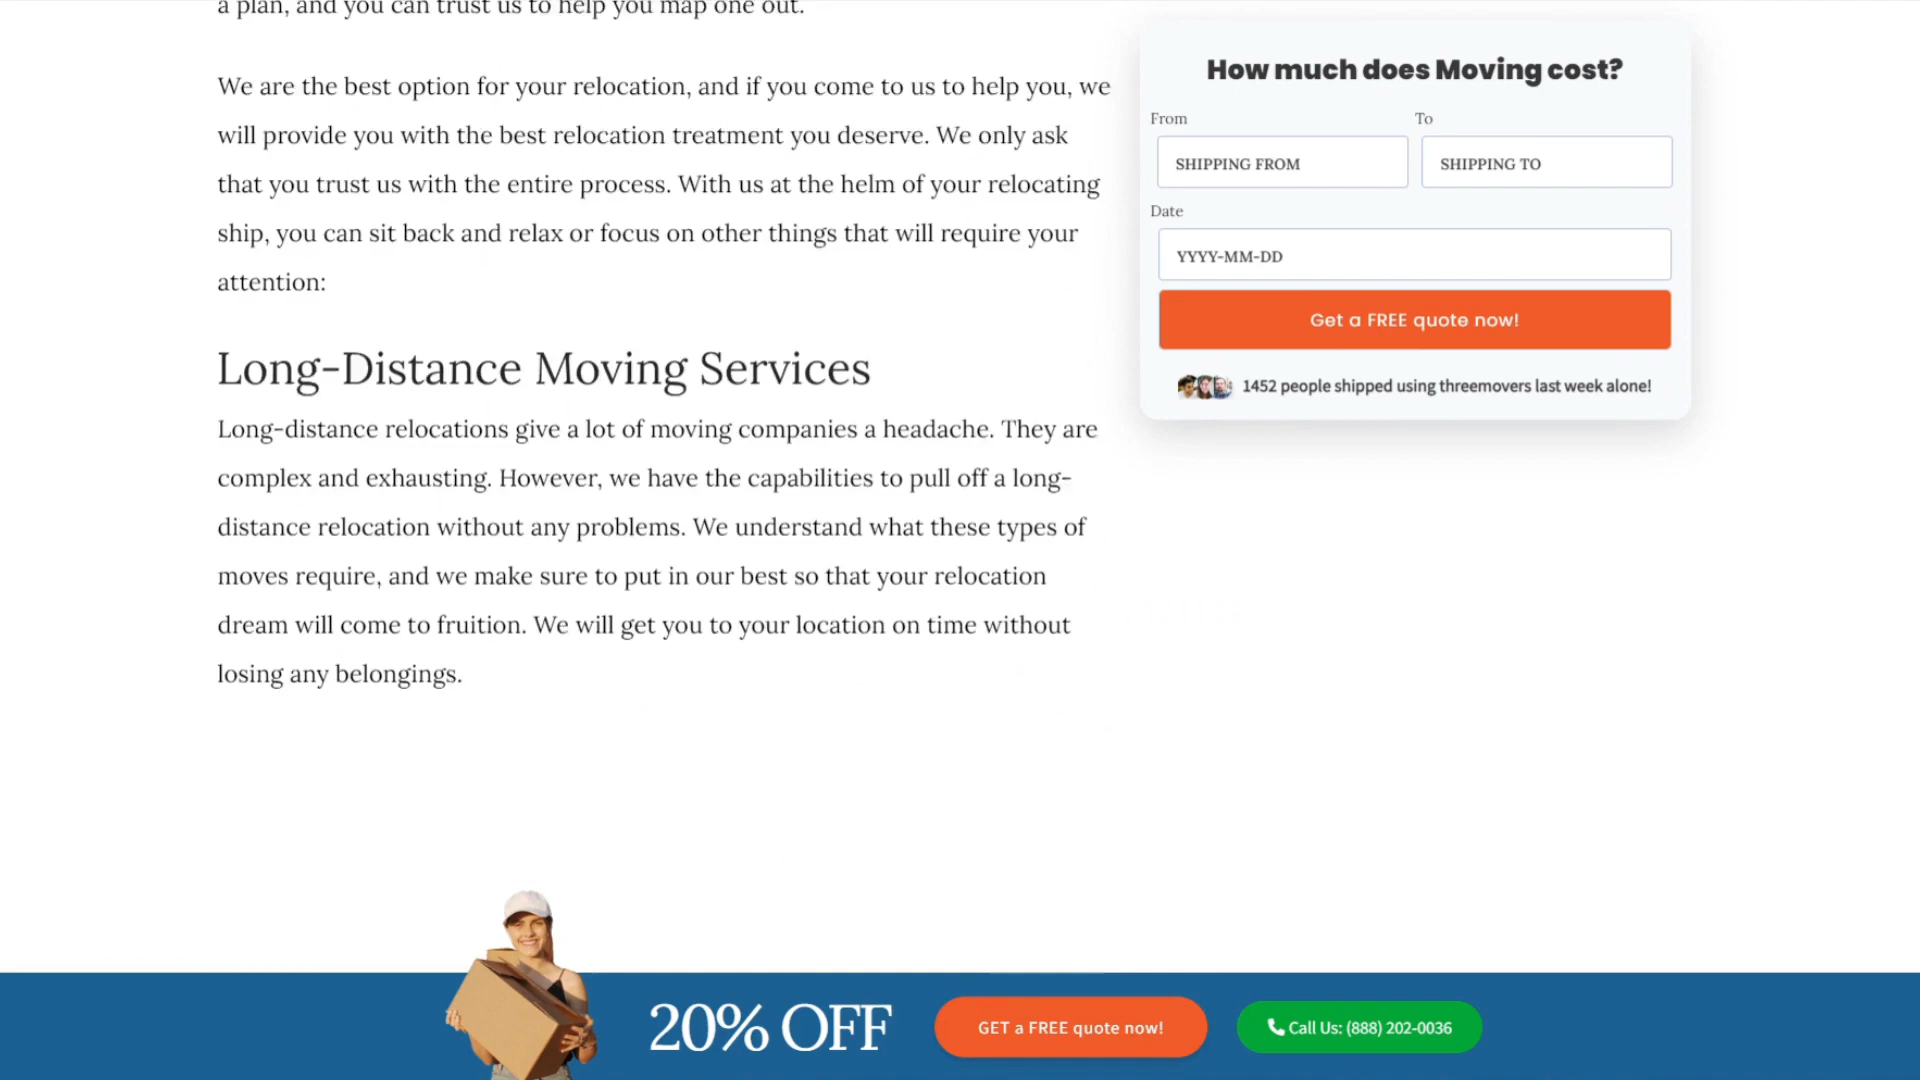 a plan, and you can trust us to help you map one out.
We are the best option for your relocation, and if you come to us to help you, we
will provide you with the best relocation treatment you deserve. We only ask
that you trust us with the entire process. With us at the helm of your relocating
ship, you can sit back and relax or focus on other things that will require your
attention:
Long-Distance Moving Services
Long-distance relocations give a lot of moving companies a headache. They are
complex and exhausting. However, we have the capabilities to pull off a long-
distance relocation without any problems. We understand what these types of
moves require, and we make sure to put in our best so that your relocation
dream will come to fruition. We will get you to your location on time without
losing any belongings.
How much does Moving cost?
From To
SHIPPING FROM SHIPPING TO
Date
YYYY-MM-DD
Get a FREE quote now!
1452 people shipped using threemovers last week alone!
20% OFF GET a FREE quote now! Call Us: (888) 202-0036